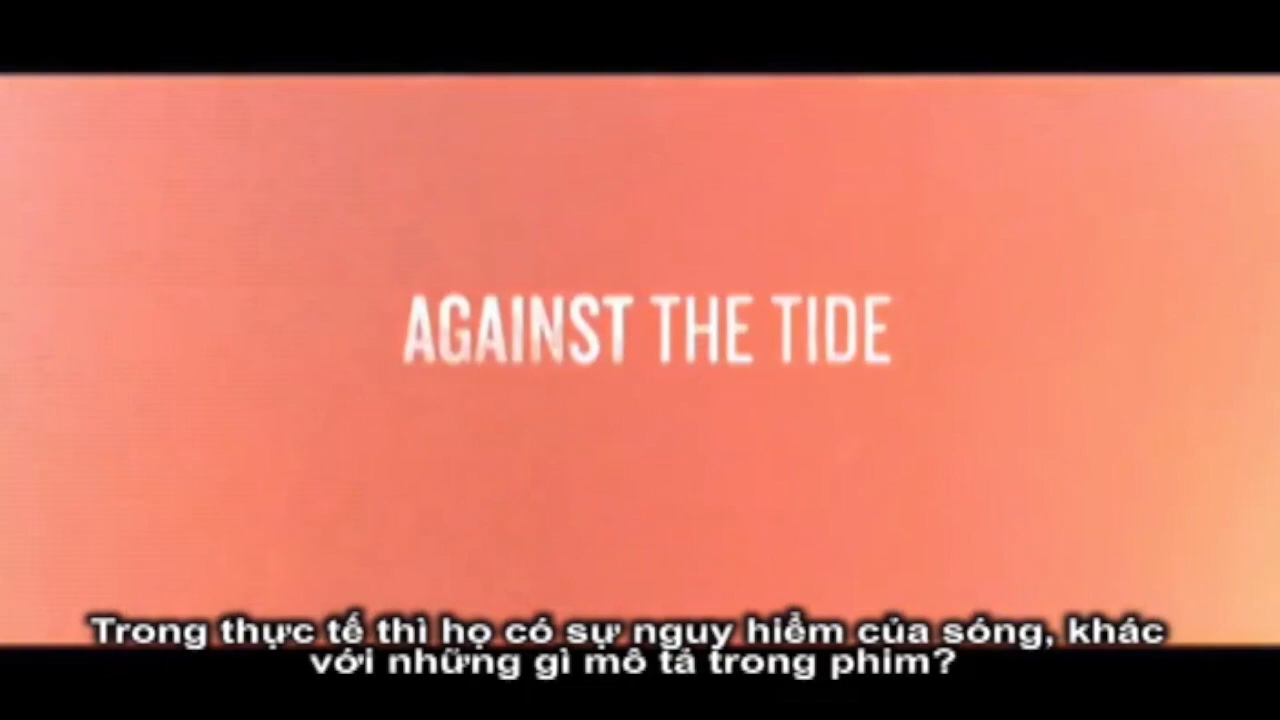 AGAINST THE TIDE
Trong thực tế thì họ có sự nguy hiểm của sóng, khác
với những gì mô tả trong phim?